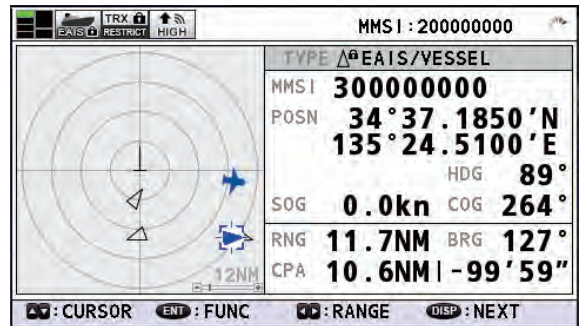 EAIS TRX RESTRICT HIGH MMSI:200000000
TYPE EAIS/VESSEL
MMSI 300000000
POSN 34°37.1850'N
135°24.5100'E
HDG 89°
SOG 0.0kn COG 264°
RNG 11.7NM BRG 127°
CPA 10.6NM|-99'59"
12NM
:CURSOR ENT:FUNC :RANGE DISP:NEXT